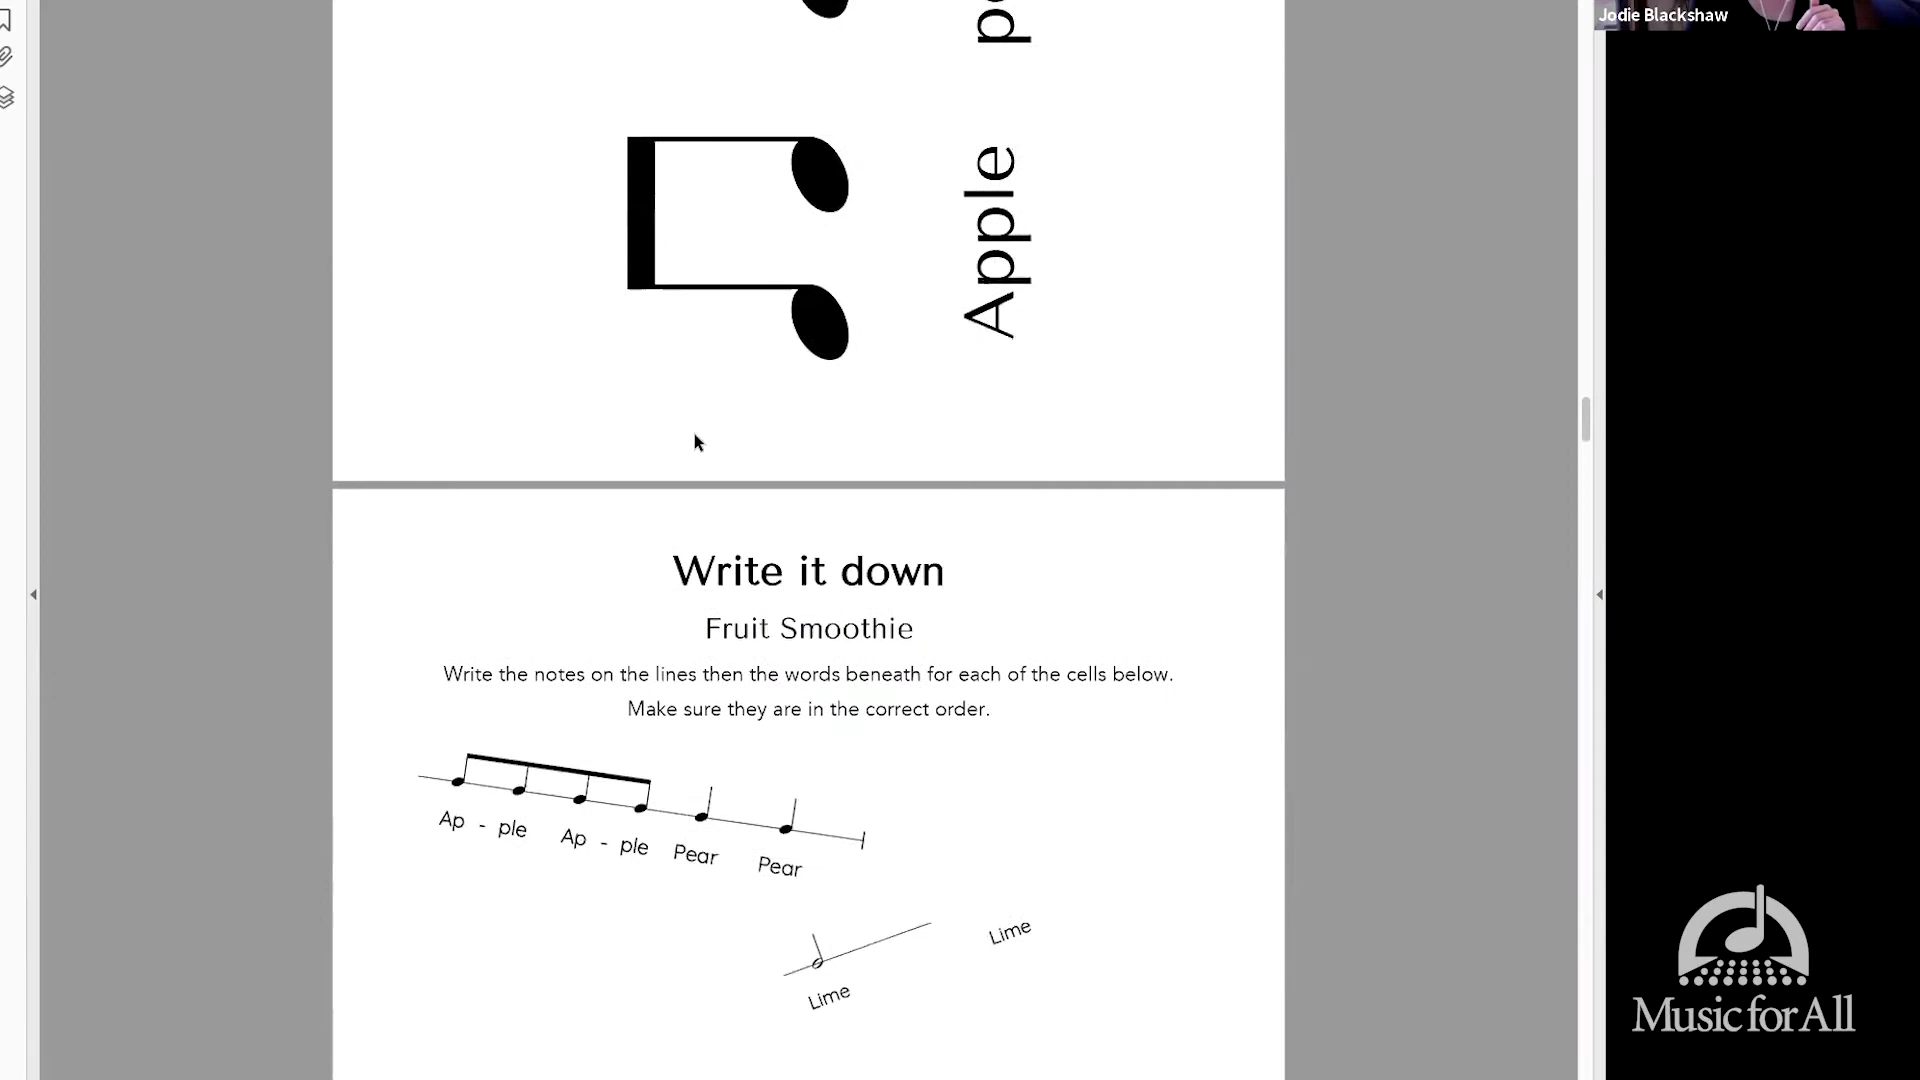 Jodie Blackshaw
Apple
Write it down
Fruit Smoothie
Write the notes on the lines then the words beneath for each of the cells below.
Make sure they are in the correct order.
Ap - ple Ap - ple Pear Pear
Lime
Lime
Music for All